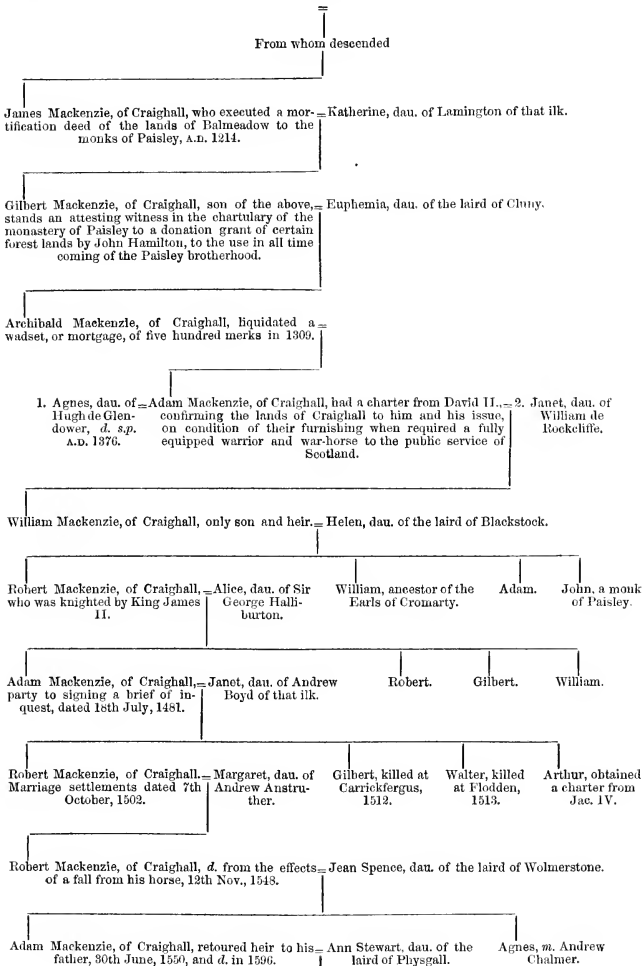 =
From whom descended
James Mackenzie, of Craighall, who executed a mor- = Katherine, dau. of Lamington of that ilk.
tification deed of the lands of Balmeadow to the
monks of Paisley, A.D. 1214.
Gilbert Mackenzie, of Craighall, son of the above, = Euphemia, dau. of the laird of Cluny.
stands an attesting witness in the chartulary of the
monastery of Paisley to a donation grant of certain
forest lands by John Hamilton, to the use in all time
coming of the Paisley brotherhood.
Archibald Mackenzie, of Craighall, liquidated a =
wadset, or mortgage, of five hundred merks in 1309.
1. Agnes, dau. of
Hugh de Glen-
dower, d. s.p.
A.D. 1376.
= Adam Mackenzie, of Craighall, had a charter from David II., =
confirming the lands of Craighall to him and his issue,
on condition of their furnishing when required a fully
equipped warrior and war-horse to the public service of
Scotland.
2. Janet, dau. of
William de
Rockcliffe.
William Mackenzie, of Craighall, only son and heir. = Helen, dau. of the laird of Blackstock.
Robert Mackenzie, of Craighall, =
who was knighted by King James
II.
Alice, dau. of Sir
George Halli-
burton.
William, ancestor of the
Earls of Cromarty.
Adam.
John, a monk
of Paisley.
Adam Mackenzie, of Craighall, =
party to signing a brief of in-
quest, dated 18th July, 1481.
Janet, dau. of Andrew
Boyd of that ilk.
Robert.
Gilbert.
William.
Robert Mackenzie, of Craighall. =
Marriage settlements dated 7th
October, 1502.
Margaret, dau. of
Andrew Anstru-
ther.
Gilbert, killed at
Carrickfergus,
1512.
Walter, killed
at Flodden,
1513.
Arthur, obtained
a charter from
Jac. IV.
Robert Mackenzie, of Craighall, d. from the effects = Jean Spence, dau. of the laird of Wolmerstone.
of a fall from his horse, 12th Nov., 1548.
Adam Mackenzie, of Craighall, retoured heir to his =
father, 30th June, 1550, and d. in 1596.
Ann Stewart, dau. of the
laird of Physgall.
Agnes, m. Andrew
Chalmer.